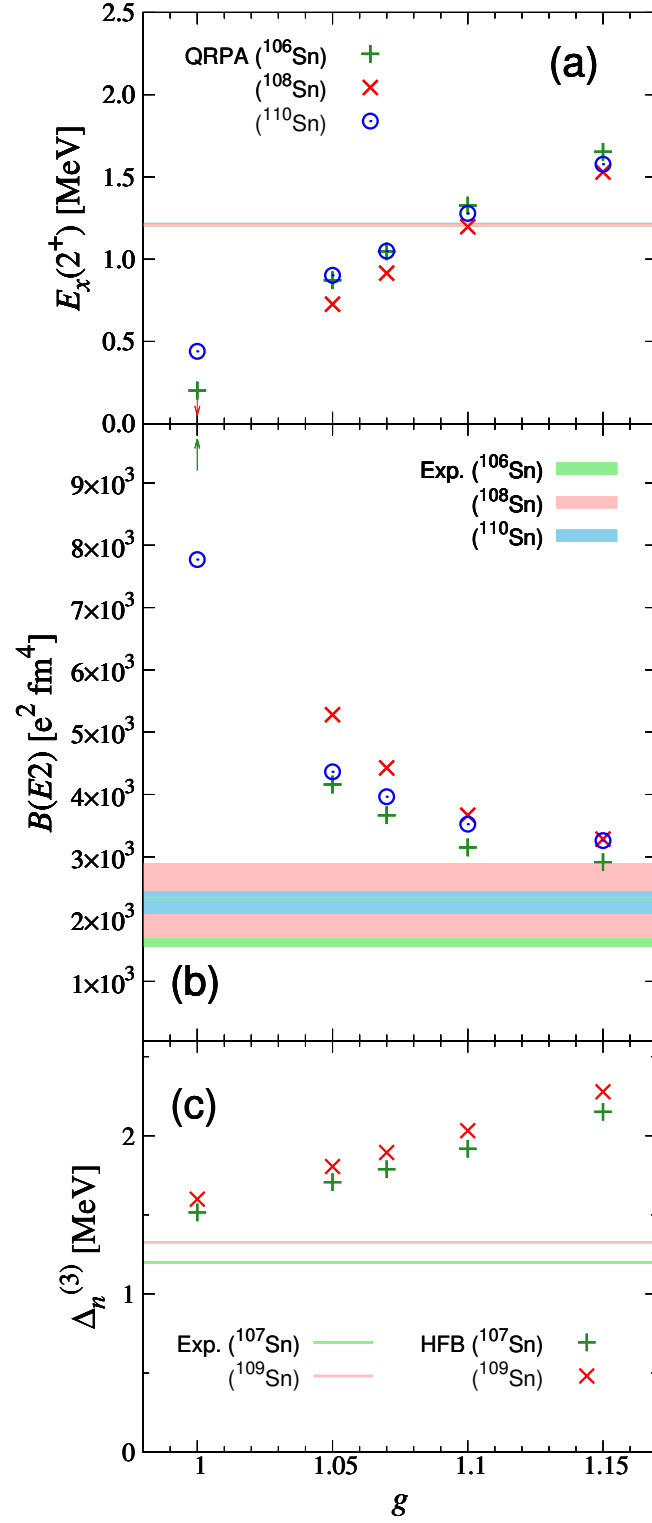 2.5
QRPA (¹⁰⁶Sn)
(¹⁰⁸Sn)
(¹¹⁰Sn)
(a)
2.0
1.5
1.0
0.5
0.0
Eₓ(2⁺) [MeV]
Exp. (¹⁰⁶Sn)
(¹⁰⁸Sn)
(¹¹⁰Sn)
9×10³
8×10³
7×10³
6×10³
5×10³
4×10³
3×10³
2×10³
1×10³
B(E2) [e² fm⁴]
(b)
(c)
2
1
0
Δₙ⁽³⁾ [MeV]
Exp. (¹⁰⁷Sn)
(¹⁰⁹Sn)
HFB (¹⁰⁷Sn)
(¹⁰⁹Sn)
1 1.05 1.1 1.15
g